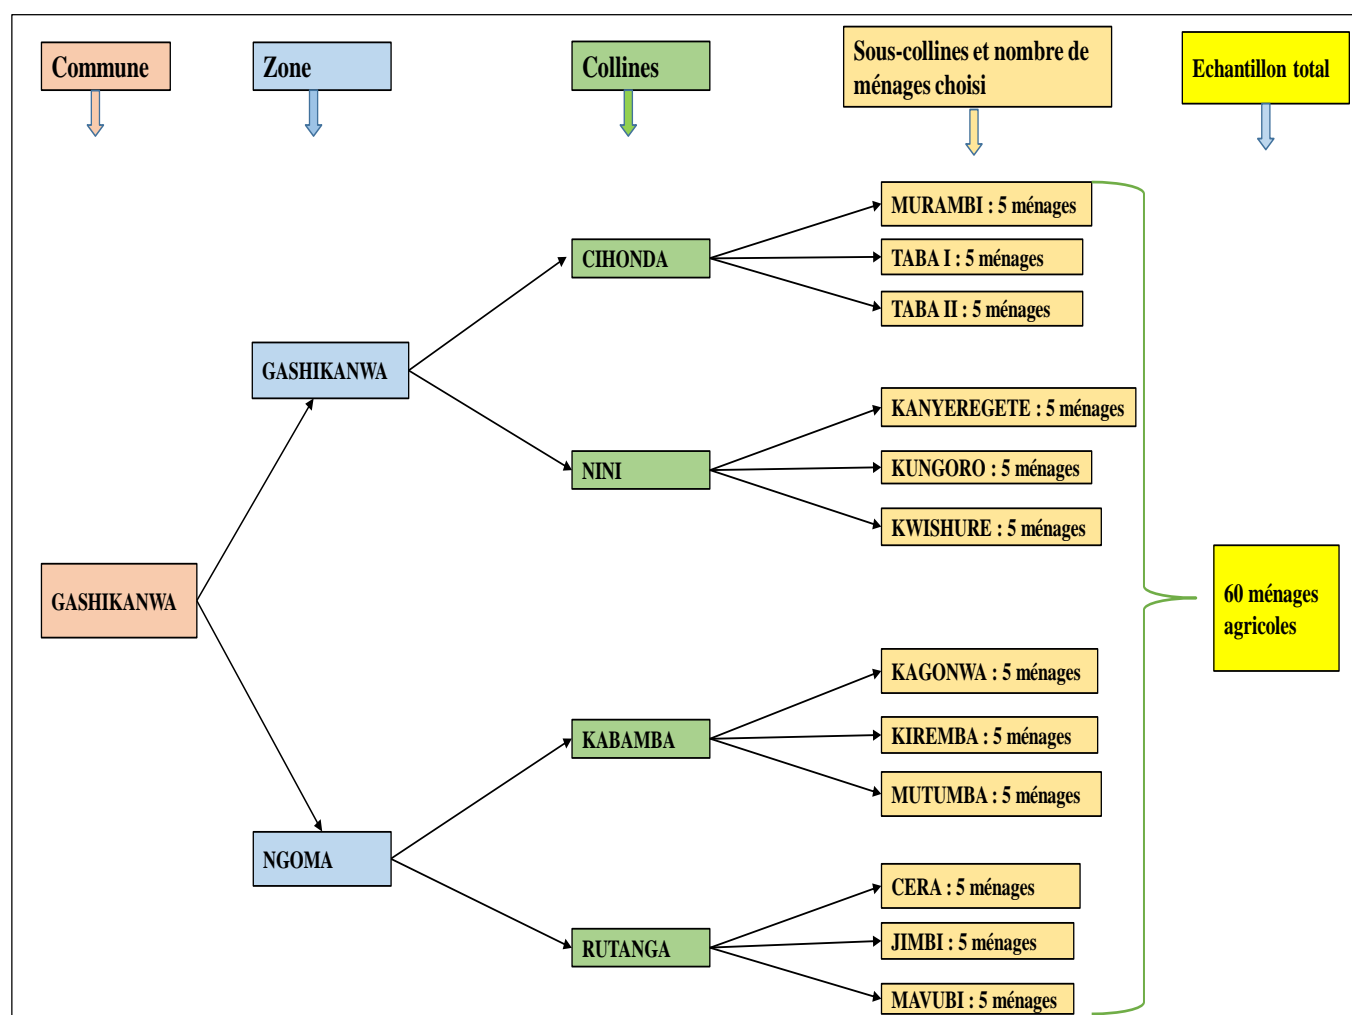 Commune
Zone
Collines
Sous-collines et nombre de
ménages choisi
Echantillon total
GASHIKANWA
GASHIKANWA
NGOMA
CIHONDA
NINI
KABAMBA
RUTANGA
MURAMBI : 5 ménages
TABA I : 5 ménages
TABA II : 5 ménages
KANYEREGETE : 5 ménages
KUNGORO : 5 ménages
KWISHURE : 5 ménages
KAGONWA : 5 ménages
KIREMBA : 5 ménages
MUTUMBA : 5 ménages
CERA : 5 ménages
JIMBI : 5 ménages
MAVUBI : 5 ménages
60 ménages
agricoles